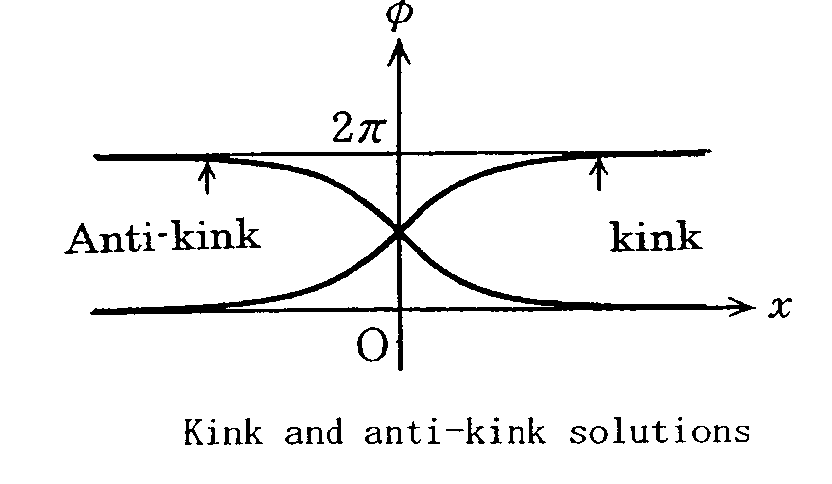 ϕ
2π
Anti-kink
kink
O
x
Kink and anti-kink solutions